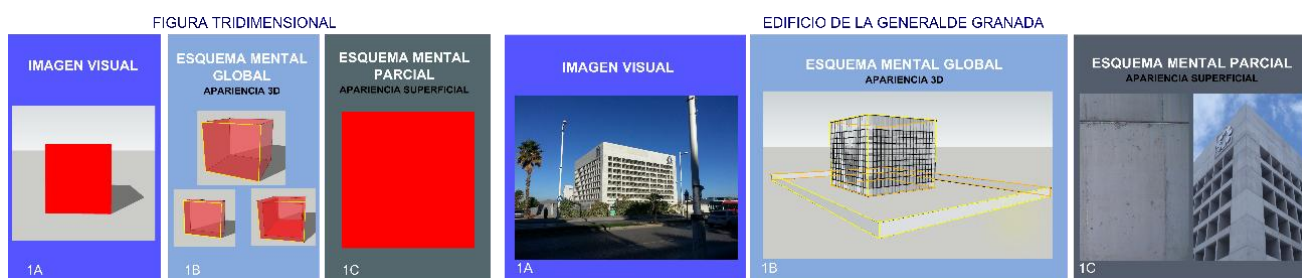 FIGURA TRIDIMENSIONAL
IMAGEN VISUAL
1A
ESQUEMA MENTAL
GLOBAL
APARIENCIA 3D
1B
ESQUEMA MENTAL
PARCIAL
APARIENCIA SUPERFICIAL
1C
EDIFICIO DE LA GENERALDE GRANADA
IMAGEN VISUAL
1A
ESQUEMA MENTAL GLOBAL
APARIENCIA 3D
1B
ESQUEMA MENTAL PARCIAL
APARIENCIA SUPERFICIAL
1C